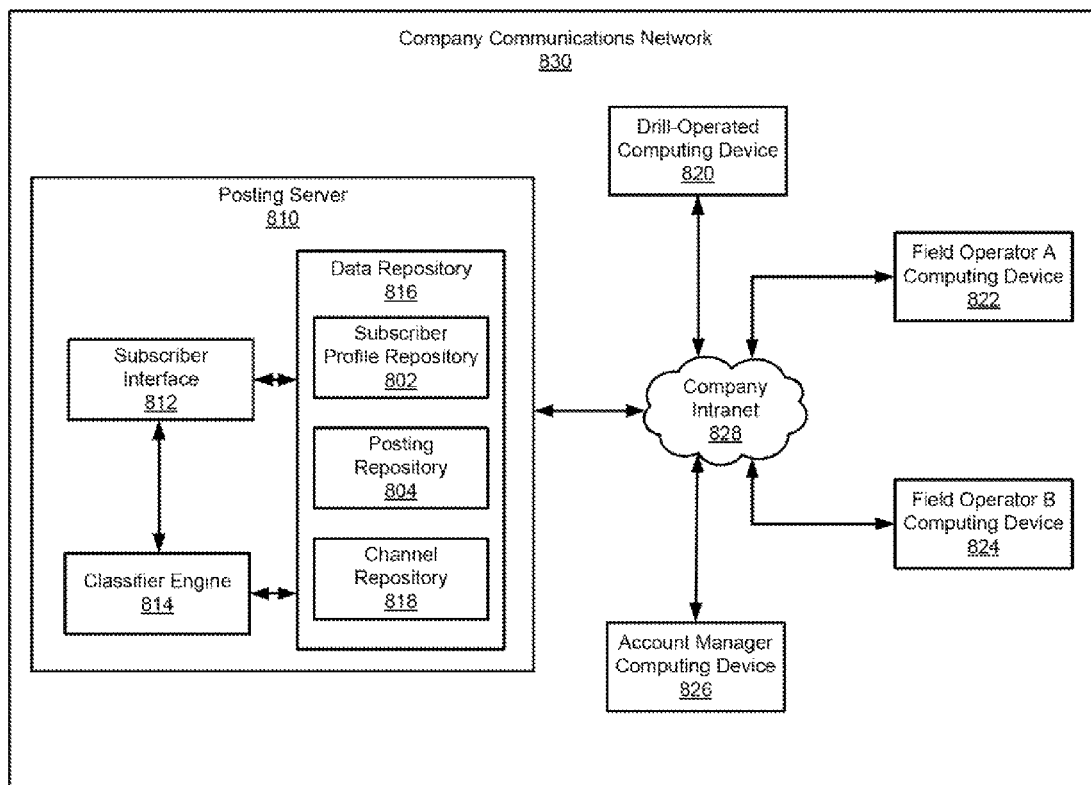 Company Communications Network
830
Posting Server
810
Data Repository
816
Subscriber
Profile Repository
802
Posting
Repository
804
Channel
Repository
818
Subscriber
Interface
812
Classifier Engine
814
Drill-Operated
Computing Device
820
Field Operator A
Computing Device
822
Company
Intranet
828
Field Operator B
Computing Device
824
Account Manager
Computing Device
826